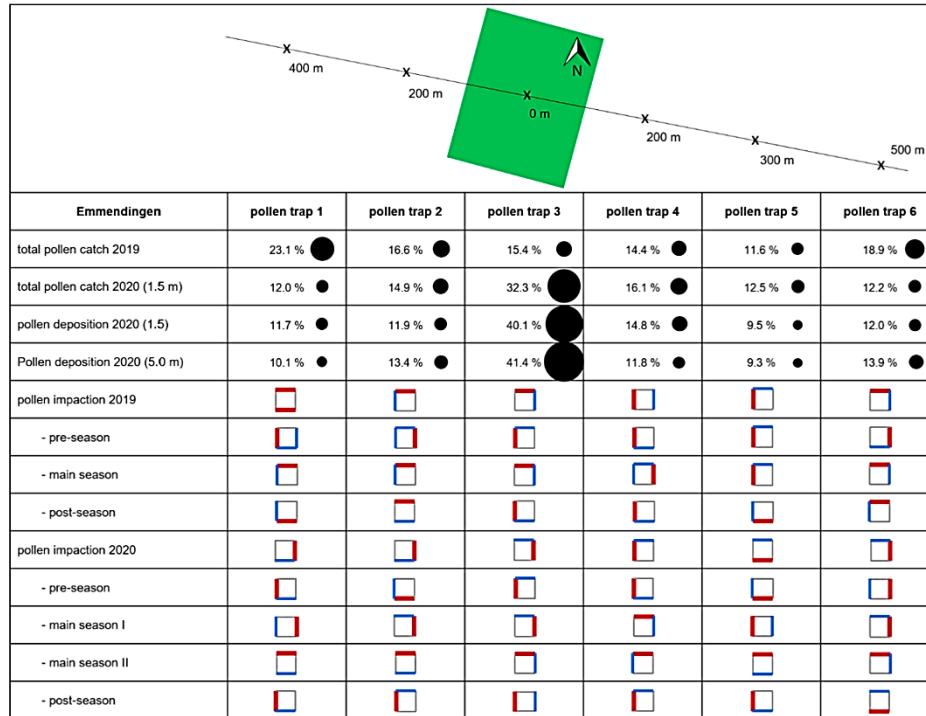 N
400 m
200 m
0 m
200 m
300 m
500 m
Emmendingen pollen trap 1 pollen trap 2 pollen trap 3 pollen trap 4 pollen trap 5 pollen trap 6
total pollen catch 2019 23.1 % 16.6 % 15.4 % 14.4 % 11.6 % 18.9 %
total pollen catch 2020 (1.5 m) 12.0 % 14.9 % 32.3 % 16.1 % 12.5 % 12.2 %
pollen deposition 2020 (1.5) 11.7 % 11.9 % 40.1 % 14.8 % 9.5 % 12.0 %
Pollen deposition 2020 (5.0 m) 10.1 % 13.4 % 41.4 % 11.8 % 9.3 % 13.9 %
pollen impaction 2019
- pre-season
- main season
- post-season
pollen impaction 2020
- pre-season
- main season I
- main season II
- post-season